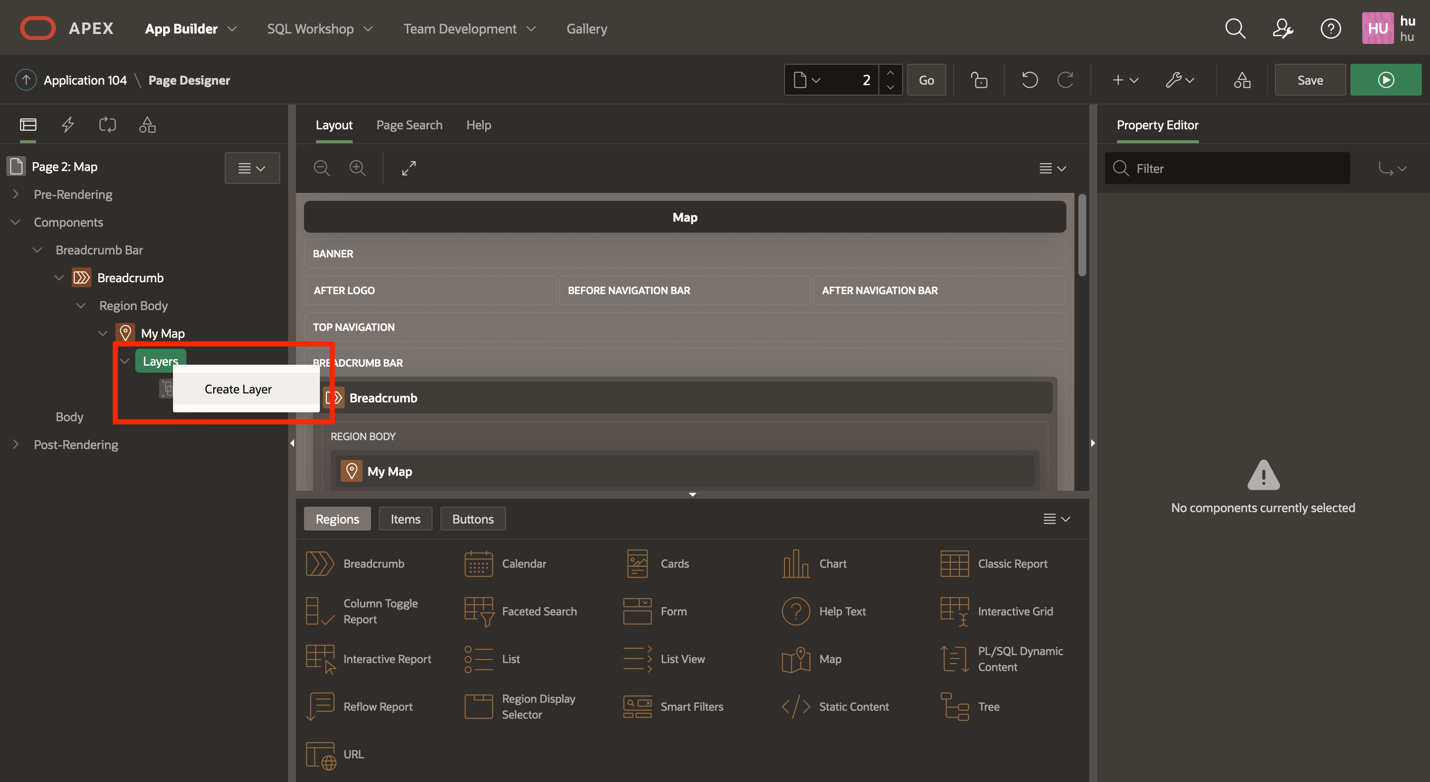 APEX
App Builder
SQL Workshop
Team Development
Gallery
HU
hu
hu
Application 104 \ Page Designer
2
Go
Save
Layout
Page Search
Help
Property Editor
Page 2: Map
Filter
Pre-Rendering
Components
Breadcrumb Bar
Breadcrumb
Region Body
My Map
Layers
Create Layer
Body
Post-Rendering
Map
BANNER
AFTER LOGO
BEFORE NAVIGATION BAR
AFTER NAVIGATION BAR
TOP NAVIGATION
BREADCRUMB BAR
Breadcrumb
REGION BODY
My Map
No components currently selected
Regions
Items
Buttons
Breadcrumb
Calendar
Cards
Chart
Classic Report
Column Toggle
Report
Faceted Search
Form
Help Text
Interactive Grid
Interactive Report
List
List View
Map
PL/SQL Dynamic
Content
Reflow Report
Region Display
Selector
Smart Filters
Static Content
Tree
URL